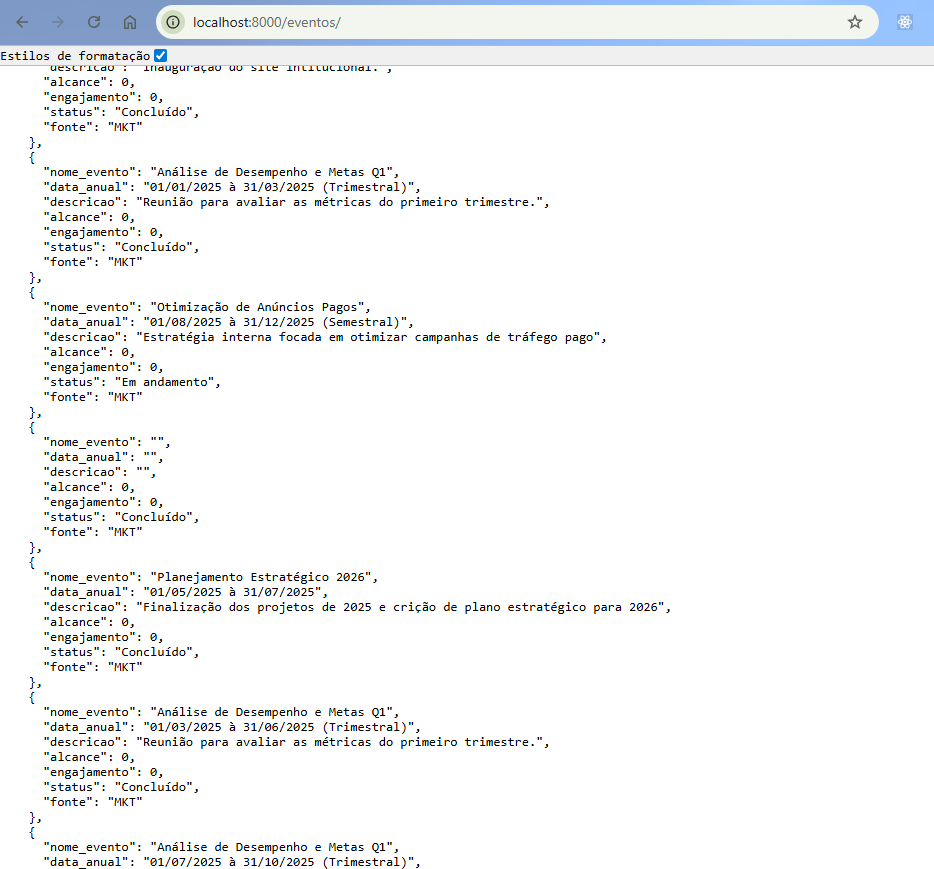 localhost:8000/eventos/
Estilos de formatação
"descricao": "Inauguração do site intitucional.",
"alcance": 0,
"engajamento": 0,
"status": "Concluído",
"fonte": "MKT"
},
{
"nome_evento": "Análise de Desempenho e Metas Q1",
"data_anual": "01/01/2025 à 31/03/2025 (Trimestral)",
"descricao": "Reunião para avaliar as métricas do primeiro trimestre.",
"alcance": 0,
"engajamento": 0,
"status": "Concluído",
"fonte": "MKT"
},
{
"nome_evento": "Otimização de Anúncios Pagos",
"data_anual": "01/08/2025 à 31/12/2025 (Semestral)",
"descricao": "Estratégia interna focada em otimizar campanhas de tráfego pago",
"alcance": 0,
"engajamento": 0,
"status": "Em andamento",
"fonte": "MKT"
},
{
"nome_evento": "",
"data_anual": "",
"descricao": "",
"alcance": 0,
"engajamento": 0,
"status": "Concluído",
"fonte": "MKT"
},
{
"nome_evento": "Planejamento Estratégico 2026",
"data_anual": "01/05/2025 à 31/07/2025",
"descricao": "Finalização dos projetos de 2025 e crição de plano estratégico para 2026",
"alcance": 0,
"engajamento": 0,
"status": "Concluído",
"fonte": "MKT"
},
{
"nome_evento": "Análise de Desempenho e Metas Q1",
"data_anual": "01/03/2025 à 31/06/2025 (Trimestral)",
"descricao": "Reunião para avaliar as métricas do primeiro trimestre.",
"alcance": 0,
"engajamento": 0,
"status": "Concluído",
"fonte": "MKT"
},
{
"nome_evento": "Análise de Desempenho e Metas Q1",
"data_anual": "01/07/2025 à 31/10/2025 (Trimestral)",